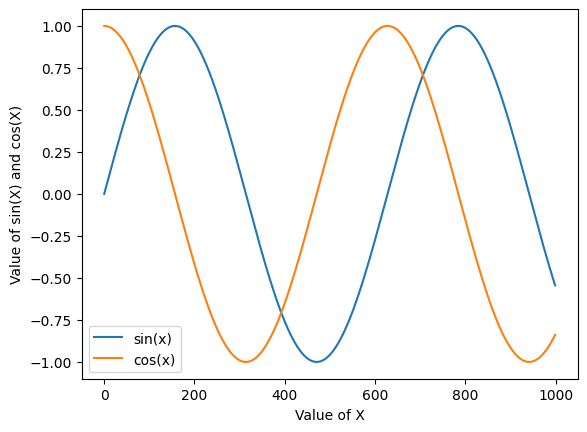 1.00
0.75
0.50
0.25
0.00
−0.25
−0.50
−0.75
−1.00
Value of sin(X) and cos(X)
sin(x)
cos(x)
0 200 400 600 800 1000
Value of X